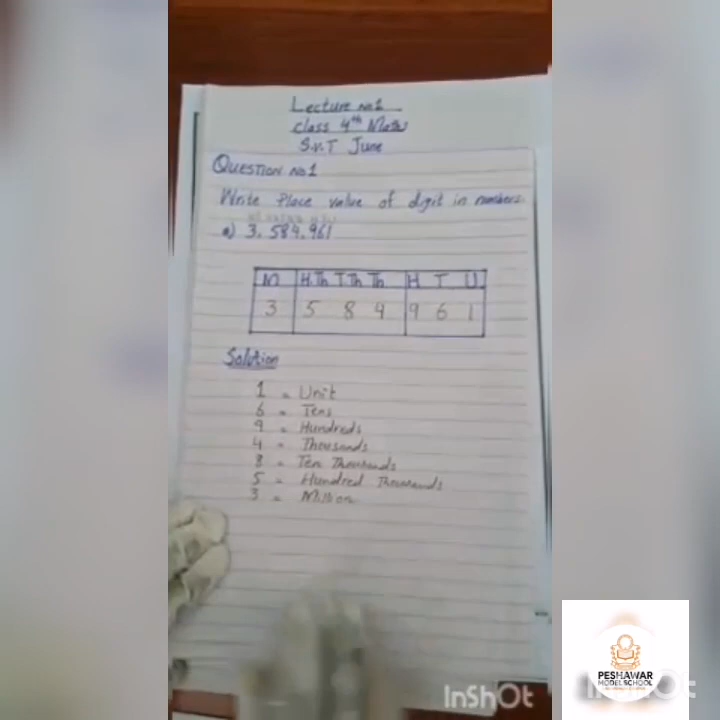 Lecture No1
Class 4th Maths
S.V.T June
Question No1
Write Place value of digit in numbers
a) 3,584,961
M H.Th T.Th Th H T U
3 5 8 4 9 6 1
Solution
1 = Unit
6 = Tens
9 = Hundreds
4 = Thousands
8 = Ten Thousands
5 = Hundred Thousands
3 = Million
PESHAWAR
MODEL SCHOOL
InShOt